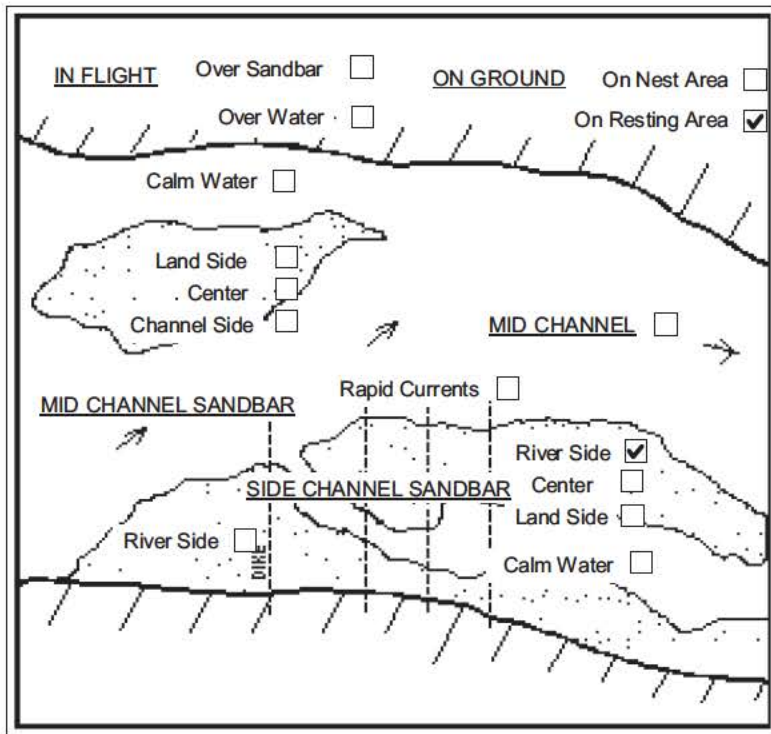 IN FLIGHT Over Sandbar ☐ ON GROUND On Nest Area ☐
Over Water ☐ On Resting Area ☑
Calm Water ☐
Land Side ☐
Center ☐
Channel Side ☐
MID CHANNEL ☐
Rapid Currents ☐
MID CHANNEL SANDBAR
River Side ☑
SIDE CHANNEL SANDBAR Center ☐
Land Side ☐
River Side ☐
DIKE
Calm Water ☐